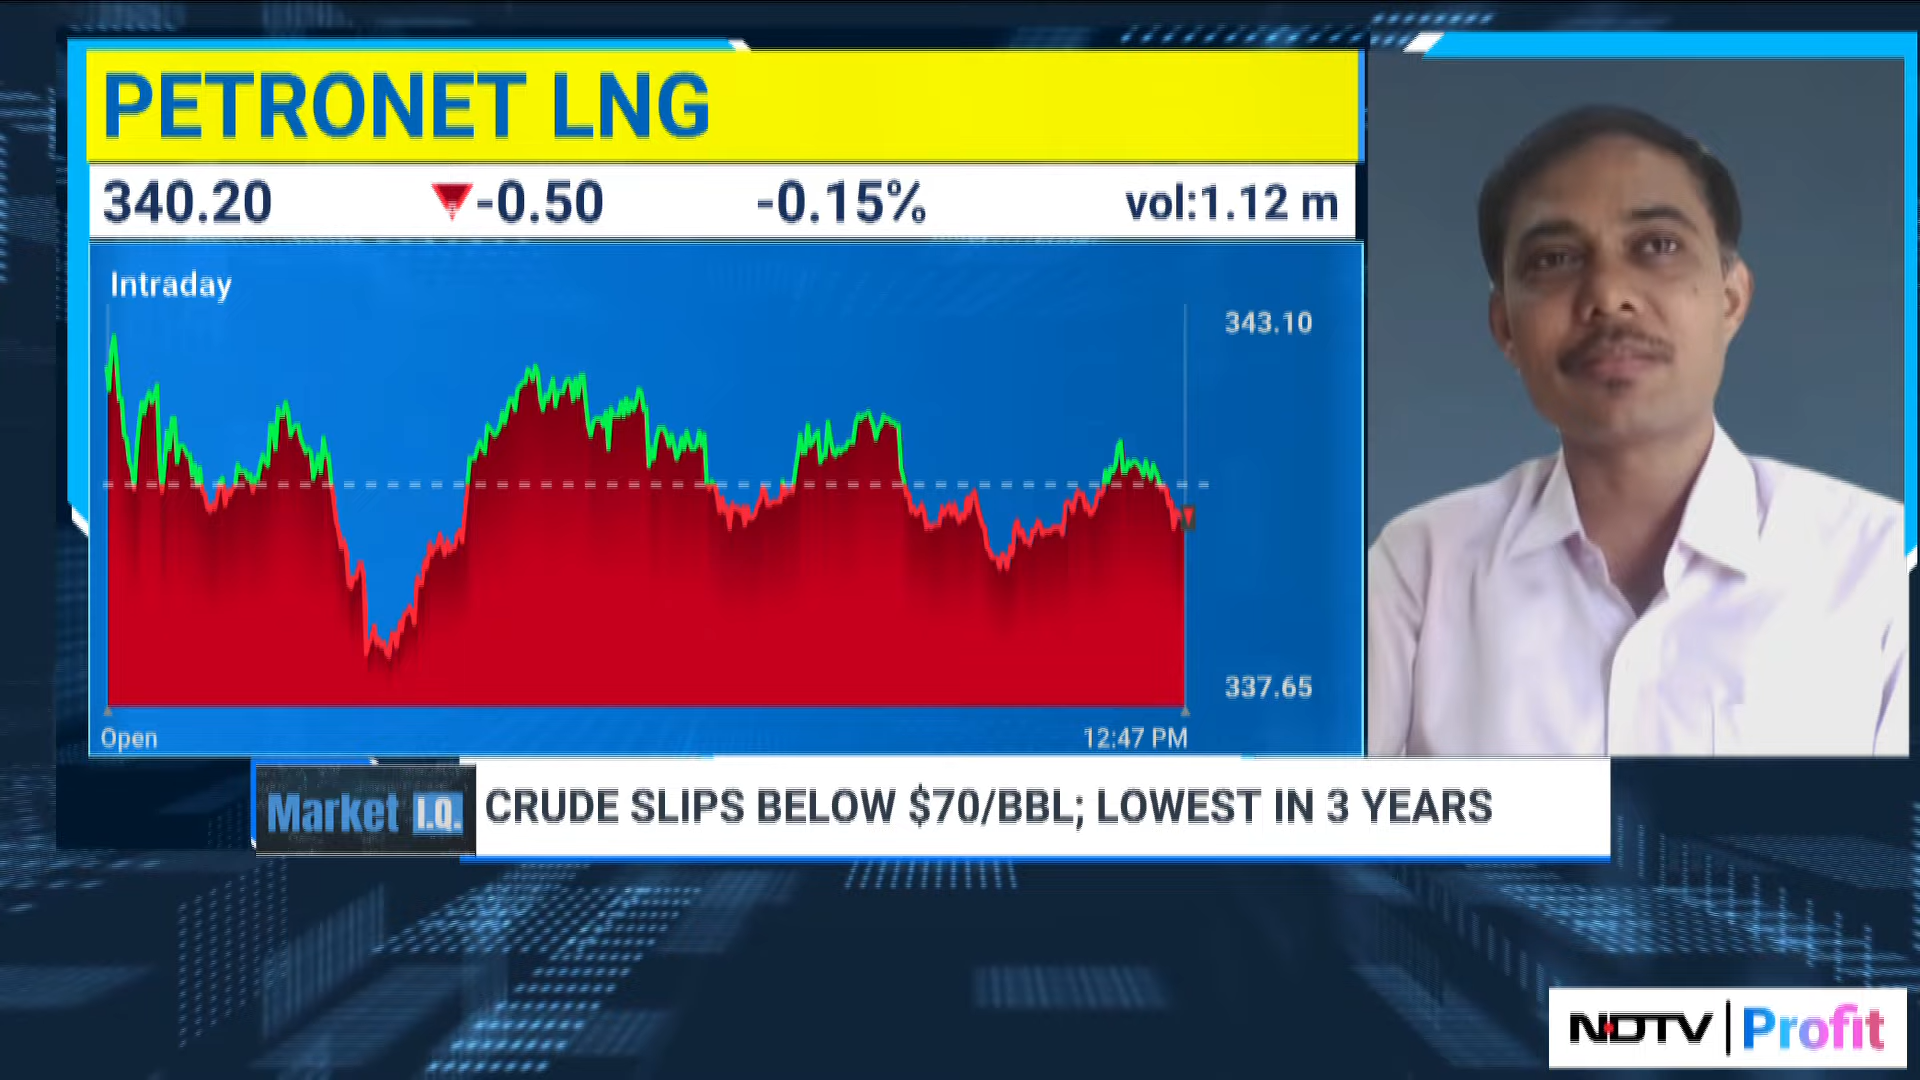 PETRONET LNG
340.20 -0.50 -0.15% vol:1.12 m
Intraday
343.10
337.65
Open 12:47 PM
Market I.Q. CRUDE SLIPS BELOW $70/BBL; LOWEST IN 3 YEARS
NDTV Profit